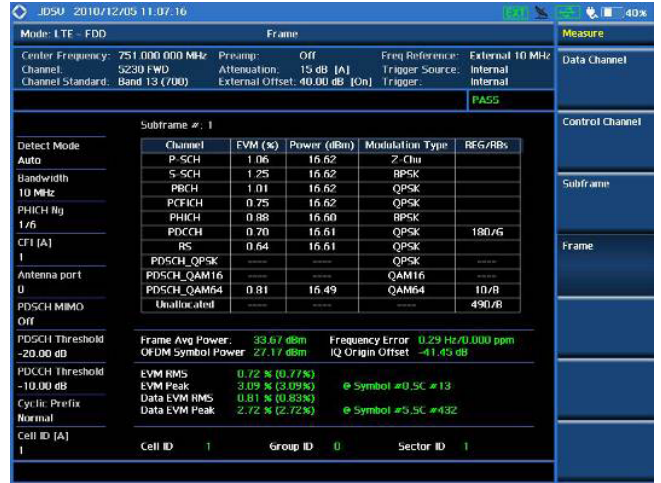 JDSU 2010/12/05 11:07:16 EXT 40%
Mode: LTE - FDD Frame Measure
Center Frequency: 751.000 000 MHz Preamp: Off Freq Reference: External 10 MHz
Channel: 5230 FWD Attenuation: 15 dB [A] Trigger Source: Internal
Channel Standard: Band 13 (700) External Offset: 40.00 dB [On] Trigger: Internal
PASS
Data Channel
Control Channel
Subframe
Frame
Detect Mode
Auto
Bandwidth
10 MHz
PHICH Ng
1/6
CFI [A]
1
Antenna port
0
PDSCH MIMO
Off
PDSCH Threshold
-20.00 dB
PDCCH Threshold
-10.00 dB
Cyclic Prefix
Normal
Cell ID [A]
1
Subframe #: 1
Channel EVM (%) Power (dBm) Modulation Type REG/RBs
P-SCH 1.06 16.62 Z-Chu
S-SCH 1.25 16.62 BPSK
PBCH 1.01 16.62 QPSK
PCFICH 0.75 16.62 QPSK
PHICH 0.88 16.60 BPSK
PDCCH 0.70 16.61 QPSK 180/6
RS 0.64 16.61 QPSK
PDSCH_QPSK ---- ---- QPSK
PDSCH_QAM16 ---- ---- QAM16
PDSCH_QAM64 0.81 16.49 QAM64 10/8
Unallocated ---- ---- ---- 490/8
Frame Avg Power: 33.67 dBm Frequency Error 0.29 Hz/0.000 ppm
OFDM Symbol Power 27.17 dBm IQ Origin Offset -41.45 dB
EVM RMS 0.72 % (0.77%)
EVM Peak 3.09 % (3.09%) @ Symbol #0,SC #13
Data EVM RMS 0.81 % (0.83%)
Data EVM Peak 2.72 % (2.72%) @ Symbol #5,SC #432
Cell ID 1 Group ID 0 Sector ID 1